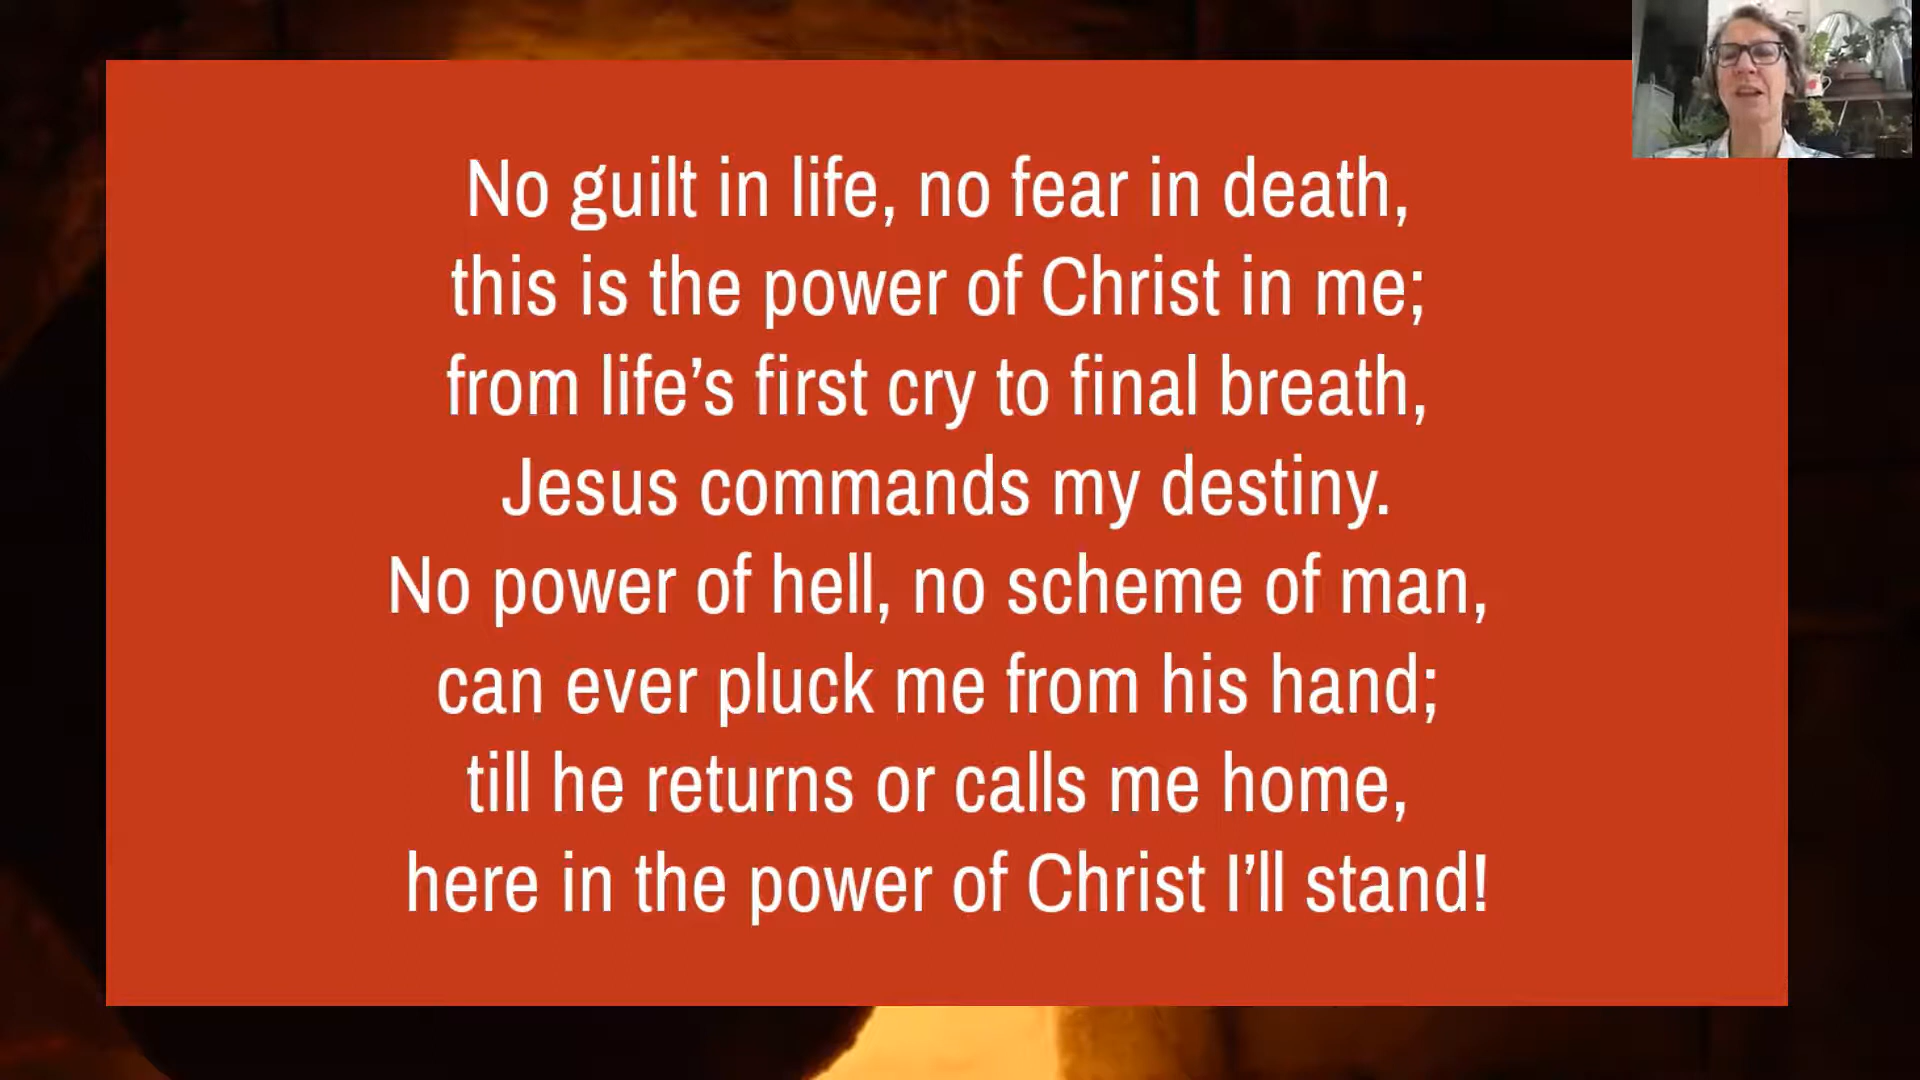 No guilt in life, no fear in death,
this is the power of Christ in me;
from life’s first cry to final breath,
Jesus commands my destiny.
No power of hell, no scheme of man,
can ever pluck me from his hand;
till he returns or calls me home,
here in the power of Christ I’ll stand!